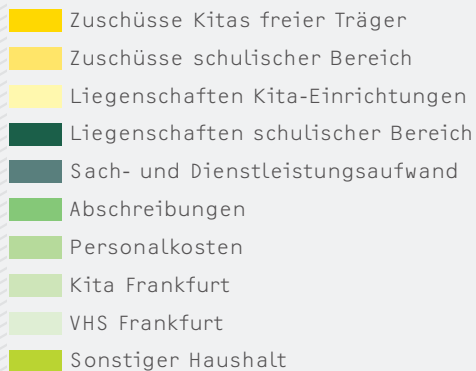 Zuschüsse Kitas freier Träger
Zuschüsse schulischer Bereich
Liegenschaften Kita-Einrichtungen
Liegenschaften schulischer Bereich
Sach- und Dienstleistungsaufwand
Abschreibungen
Personalkosten
Kita Frankfurt
VHS Frankfurt
Sonstiger Haushalt